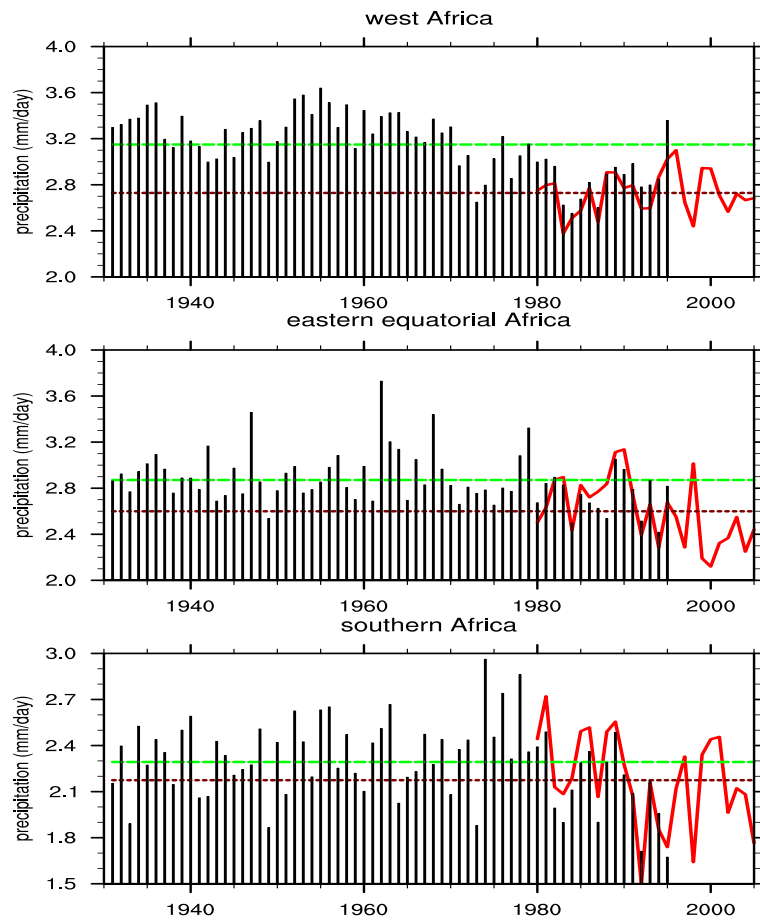 west Africa
4.0
3.6
3.2
2.8
2.4
2.0
precipitation (mm/day)
1940 1960 1980 2000
eastern equatorial Africa
4.0
3.6
3.2
2.8
2.4
2.0
precipitation (mm/day)
1940 1960 1980 2000
southern Africa
3.0
2.7
2.4
2.1
1.8
1.5
precipitation (mm/day)
1940 1960 1980 2000